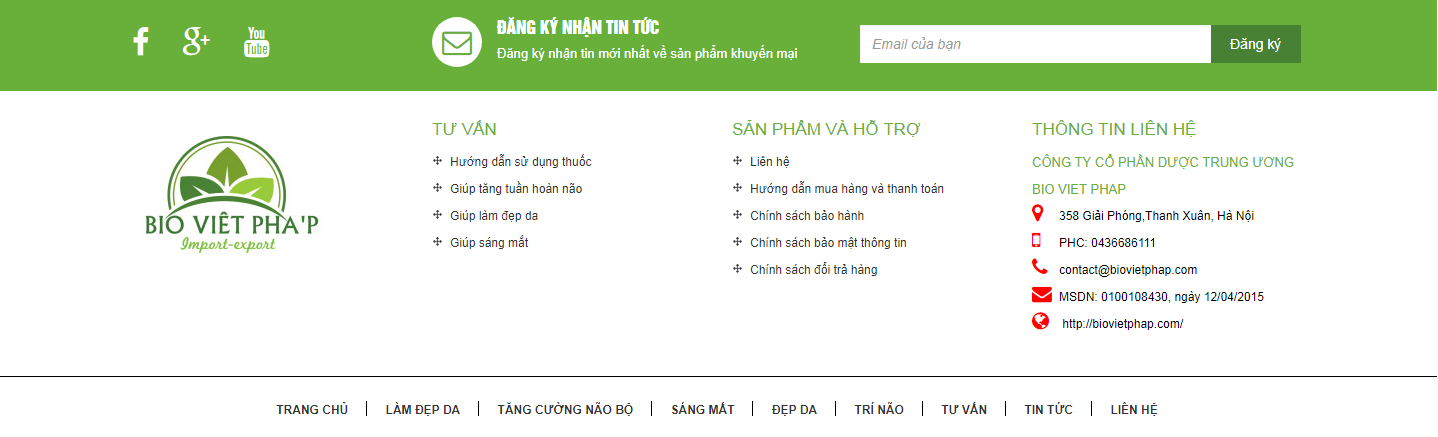 f
g+
You
Tube
ĐĂNG KÝ NHẬN TIN TỨC
Đăng ký nhận tin mới nhất về sản phẩm khuyến mại
Email của bạn
Đăng ký
BIO VIÊT PHA'P
Import-export
TƯ VẤN
Hướng dẫn sử dụng thuốc
Giúp tăng tuần hoàn não
Giúp làm đẹp da
Giúp sáng mắt
SẢN PHẨM VÀ HỖ TRỢ
Liên hệ
Hướng dẫn mua hàng và thanh toán
Chính sách bảo hành
Chính sách bảo mật thông tin
Chính sách đổi trả hàng
THÔNG TIN LIÊN HỆ
CÔNG TY CỔ PHẦN DƯỢC TRUNG ƯƠNG
BIO VIET PHAP
358 Giải Phóng,Thanh Xuân, Hà Nội
PHC: 0436686111
contact@biovietphap.com
MSDN: 0100108430, ngày 12/04/2015
http://biovietphap.com/
TRANG CHỦ | LÀM ĐẸP DA | TĂNG CƯỜNG NÃO BỘ | SÁNG MẮT | ĐẸP DA | TRÍ NÃO | TƯ VẤN | TIN TỨC | LIÊN HỆ